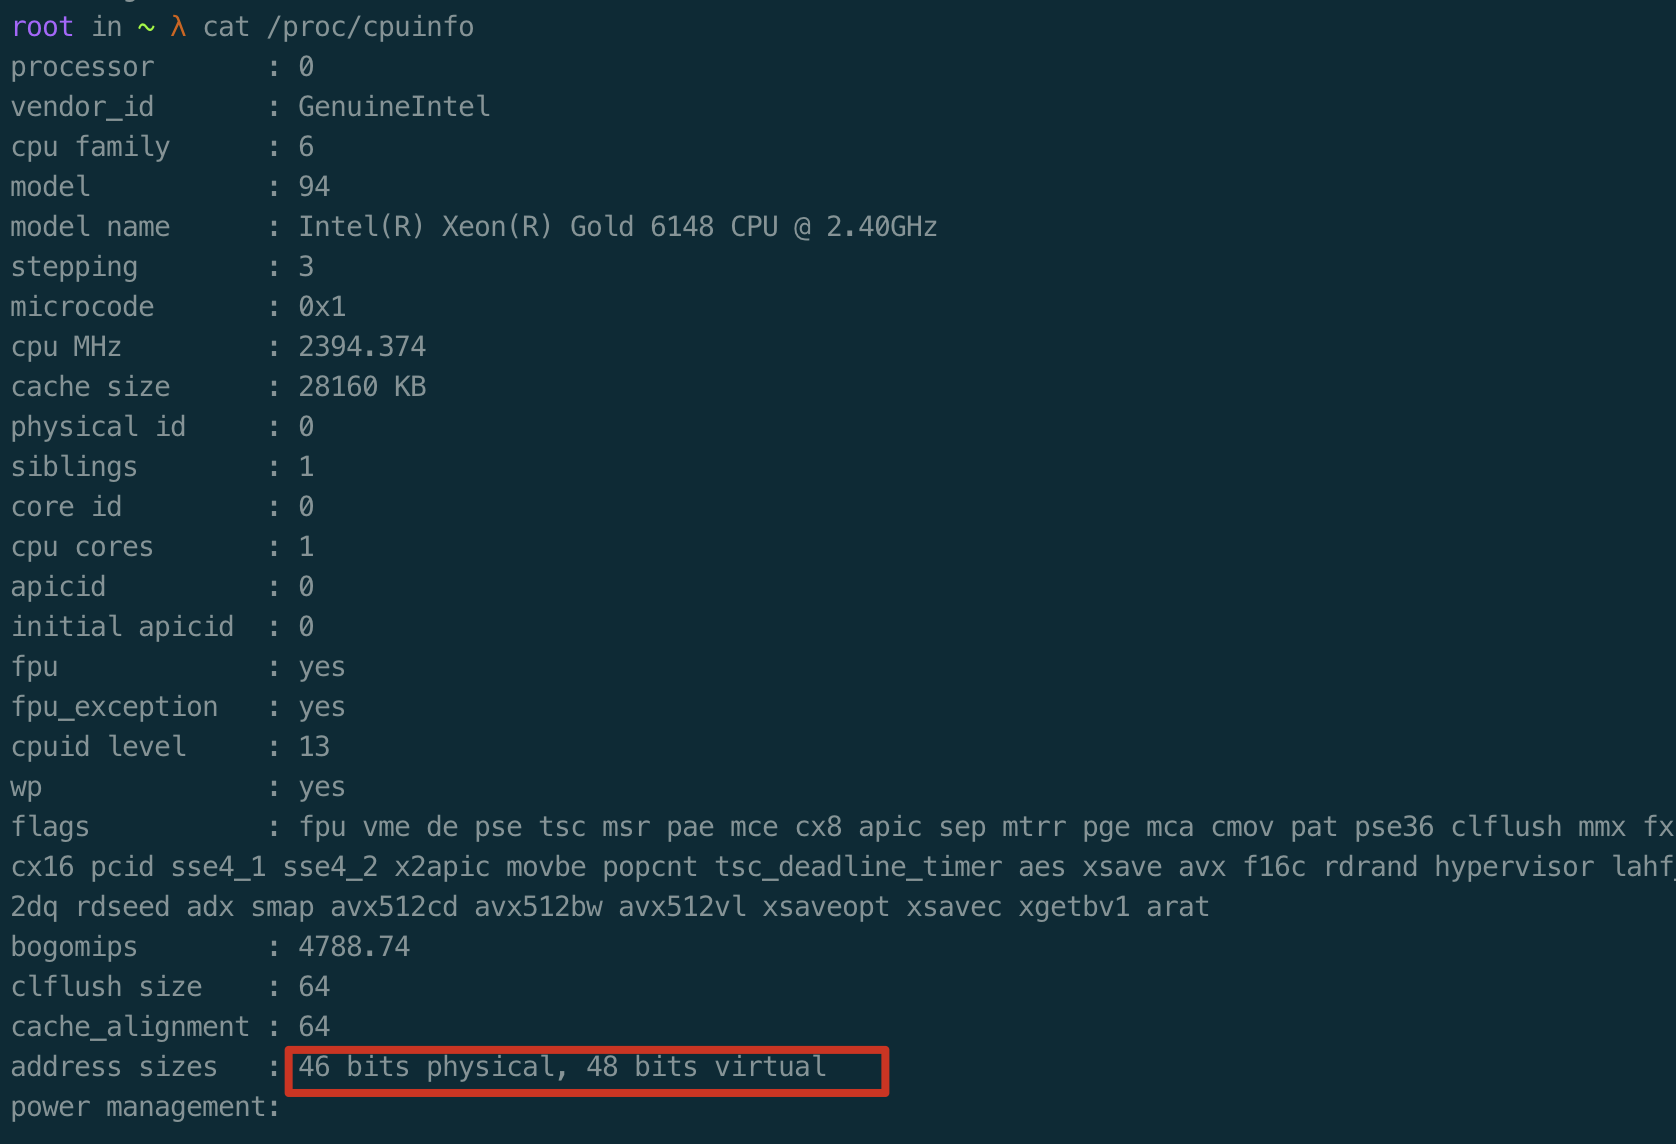 root in ~ λ cat /proc/cpuinfo
processor : 0
vendor_id : GenuineIntel
cpu family : 6
model : 94
model name : Intel(R) Xeon(R) Gold 6148 CPU @ 2.40GHz
stepping : 3
microcode : 0x1
cpu MHz : 2394.374
cache size : 28160 KB
physical id : 0
siblings : 1
core id : 0
cpu cores : 1
apicid : 0
initial apicid : 0
fpu : yes
fpu_exception : yes
cpuid level : 13
wp : yes
flags : fpu vme de pse tsc msr pae mce cx8 apic sep mtrr pge mca cmov pat pse36 clflush mmx fx
cx16 pcid sse4_1 sse4_2 x2apic movbe popcnt tsc_deadline_timer aes xsave avx f16c rdrand hypervisor lahf_
2dq rdseed adx smap avx512cd avx512bw avx512vl xsaveopt xsavec xgetbv1 arat
bogomips : 4788.74
clflush size : 64
cache_alignment : 64
address sizes : 46 bits physical, 48 bits virtual
power management: